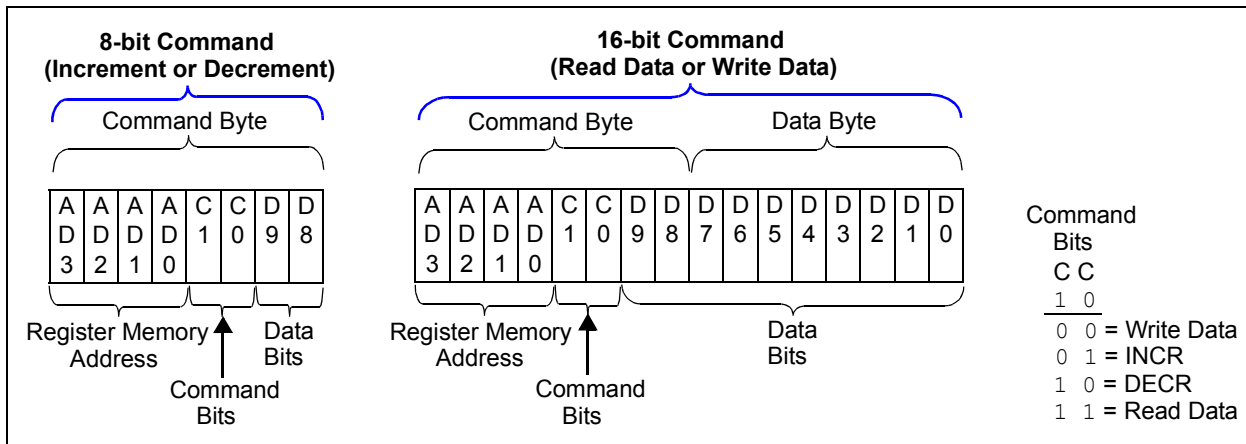 8-bit Command
(Increment or Decrement)
Command Byte
A A A A C C D D
D D D D 1 0 9 8
3 2 1 0
Register Memory
Address
Data
Bits
Command
Bits
16-bit Command
(Read Data or Write Data)
Command Byte
Data Byte
A A A A C C D D D D D D D D D D
D D D D 1 0 9 8 7 6 5 4 3 2 1 0
3 2 1 0
Register Memory
Address
Data
Bits
Command
Bits
Command
Bits
C C
1 0
0 0 = Write Data
0 1 = INCR
1 0 = DECR
1 1 = Read Data